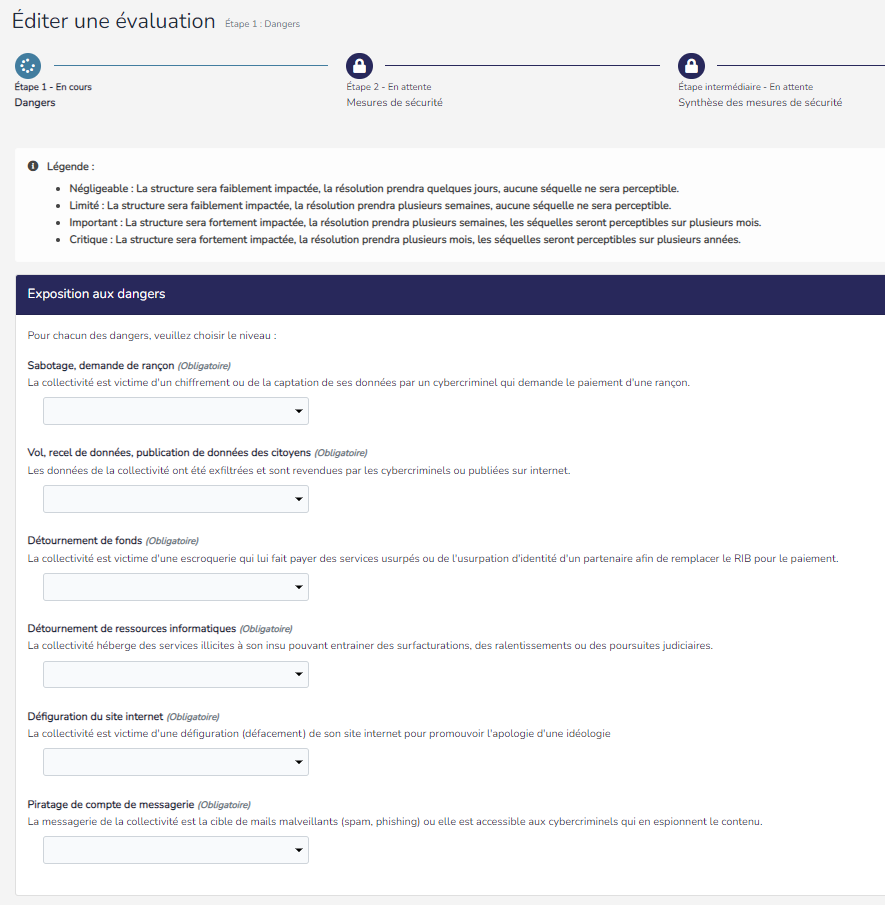 Éditer une évaluation Étape 1 : Dangers
Étape 1 - En cours
Dangers
Étape 2 - En attente
Mesures de sécurité
Étape intermédiaire - En attente
Synthèse des mesures de sécurité
Légende :
Négligeable : La structure sera faiblement impactée, la résolution prendra quelques jours, aucune séquelle ne sera perceptible.
Limité : La structure sera faiblement impactée, la résolution prendra plusieurs semaines, aucune séquelle ne sera perceptible.
Important : La structure sera fortement impactée, la résolution prendra plusieurs semaines, les séquelles seront perceptibles sur plusieurs mois.
Critique : La structure sera fortement impactée, la résolution prendra plusieurs mois, les séquelles seront perceptibles sur plusieurs années.
Exposition aux dangers
Pour chacun des dangers, veuillez choisir le niveau :
Sabotage, demande de rançon (Obligatoire)
La collectivité est victime d'un chiffrement ou de la captation de ses données par un cybercriminel qui demande le paiement d'une rançon.
Vol, recel de données, publication de données des citoyens (Obligatoire)
Les données de la collectivité ont été exfiltrées et sont revendues par les cybercriminels ou publiées sur internet.
Détournement de fonds (Obligatoire)
La collectivité est victime d'une escroquerie qui lui fait payer des services usurpés ou de l'usurpation d'identité d'un partenaire afin de remplacer le RIB pour le paiement.
Détournement de ressources informatiques (Obligatoire)
La collectivité héberge des services illicites à son insu pouvant entrainer des surfacturations, des ralentissements ou des poursuites judiciaires.
Défiguration du site internet (Obligatoire)
La collectivité est victime d'une défiguration (défacement) de son site internet pour promouvoir l'apologie d'une idéologie
Piratage de compte de messagerie (Obligatoire)
La messagerie de la collectivité est la cible de mails malveillants (spam, phishing) ou elle est accessible aux cybercriminels qui en espionnent le contenu.